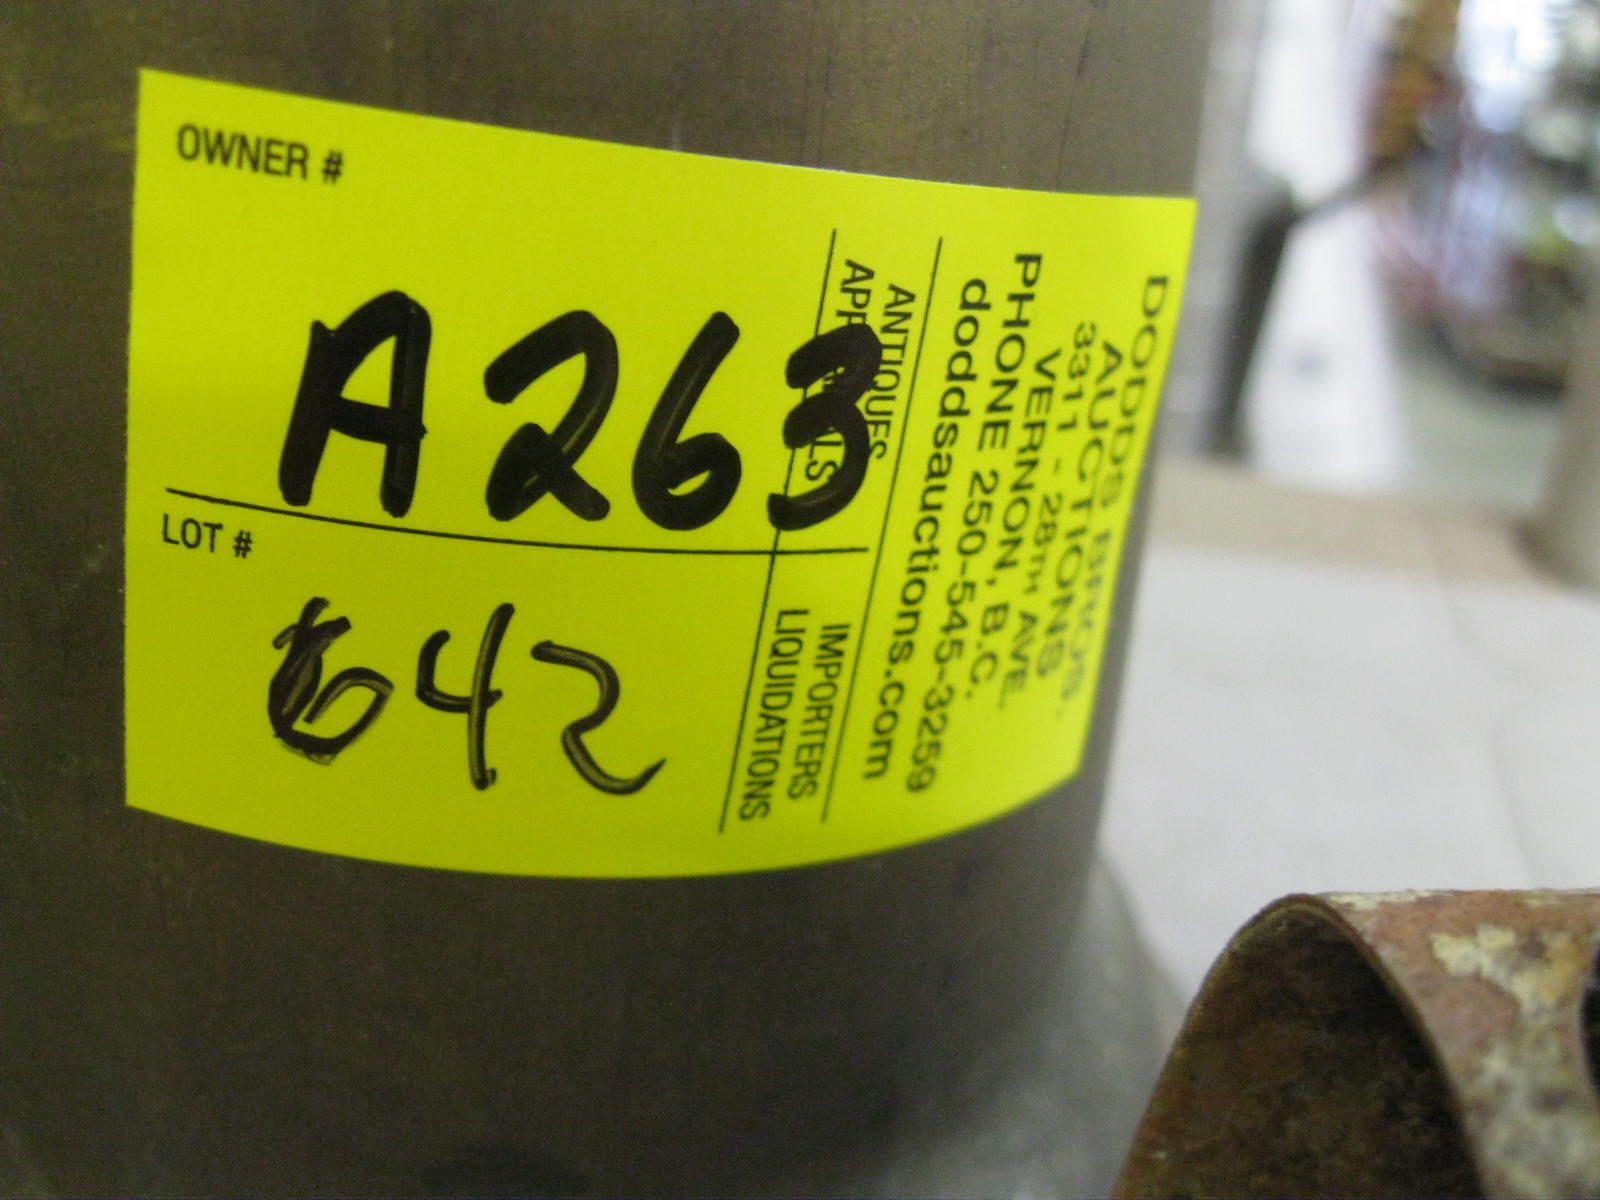 OWNER #
A263
LOT #
642
ANTIQUES
IMPORTERS
LIQUIDATIONS
DODDS BROS.
AUCTIONS
3311 - 28TH AVE.
VERNON, B.C.
PHONE 250-545-3259
doddsauctions.com